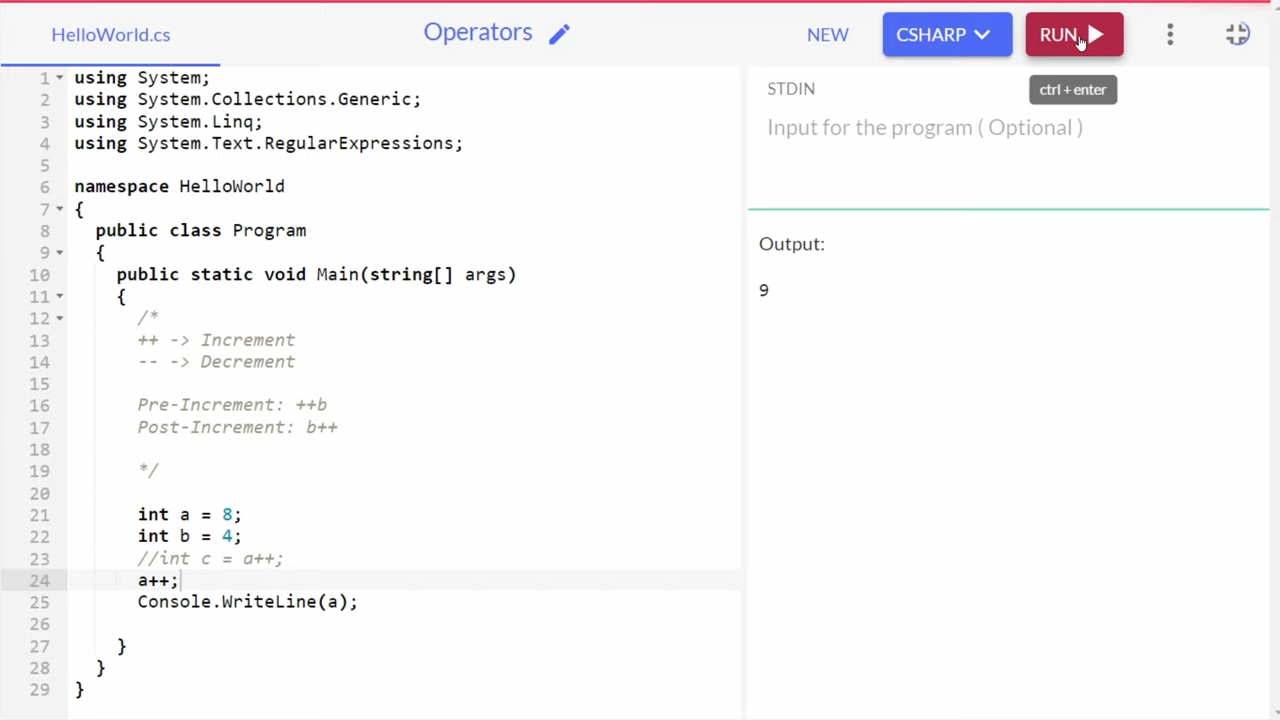 HelloWorld.cs
Operators
NEW
CSHARP
RUN
ctrl + enter
1 using System;
2 using System.Collections.Generic;
3 using System.Linq;
4 using System.Text.RegularExpressions;
5
6 namespace HelloWorld
7 {
8 public class Program
9 {
10 public static void Main(string[] args)
11 {
12 /*
13 ++ -> Increment
14 -- -> Decrement
15
16 Pre-Increment: ++b
17 Post-Increment: b++
18
19 */
20
21 int a = 8;
22 int b = 4;
23 //int c = a++;
24 a++;
25 Console.WriteLine(a);
26
27 }
28 }
29 }
STDIN
Input for the program ( Optional )
Output:
9